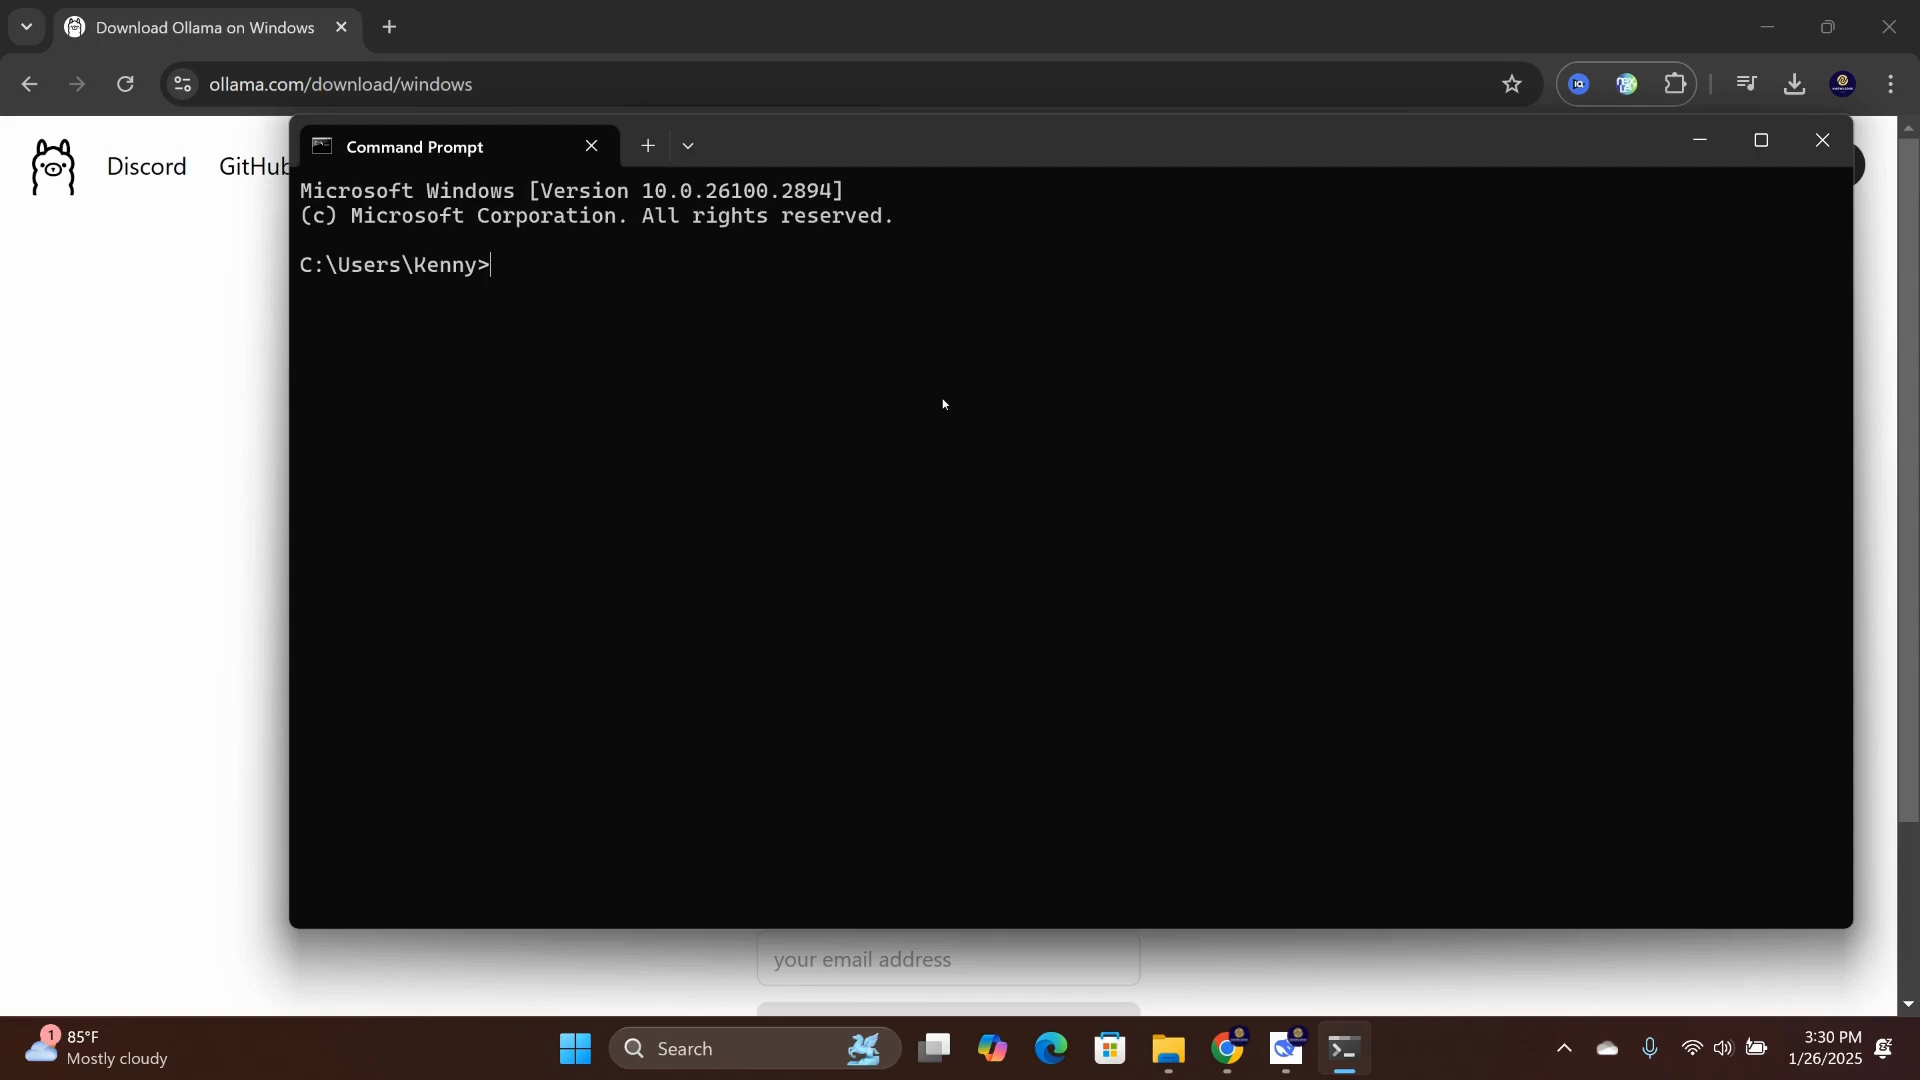 Download Ollama on Windows
ollama.com/download/windows
Discord GitHub
Command Prompt
Microsoft Windows [Version 10.0.26100.2894]
(c) Microsoft Corporation. All rights reserved.
C:\Users\Kenny>
your email address
1
85°F
Mostly cloudy
Search
3:30 PM
1/26/2025